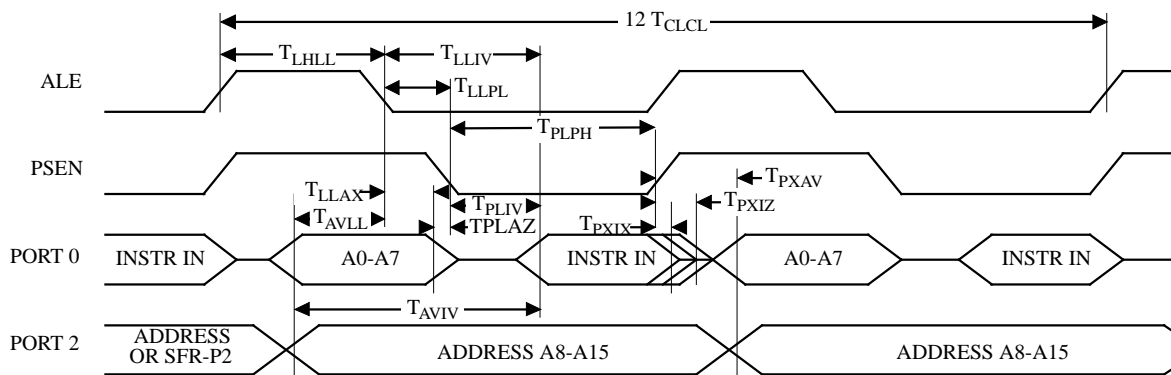 12 TCLCL
TLHLL
TLLIV
ALE
TLLPL
TPLPH
PSEN
TPXAV
TLLAX
TPXIZ
TPLIV
TAVLL
TPLAZ
TPXIX
PORT 0
INSTR IN
A0-A7
INSTR IN
A0-A7
INSTR IN
TAVIV
PORT 2
ADDRESS
OR SFR-P2
ADDRESS A8-A15
ADDRESS A8-A15